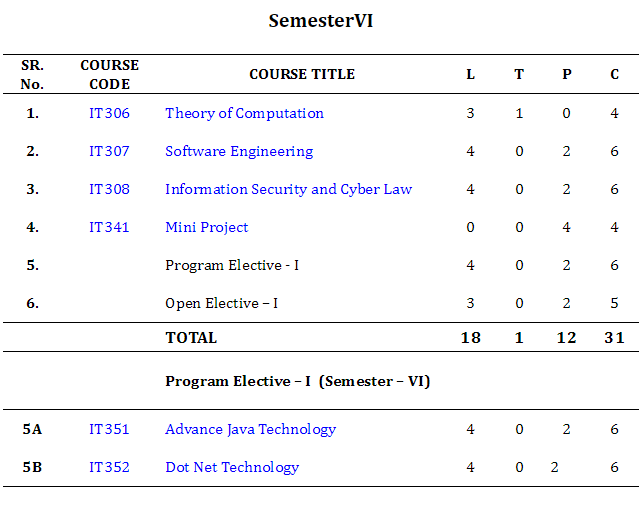 SemesterVI
SR. No. COURSE CODE COURSE TITLE L T P C
1. IT306 Theory of Computation 3 1 0 4
2. IT307 Software Engineering 4 0 2 6
3. IT308 Information Security and Cyber Law 4 0 2 6
4. IT341 Mini Project 0 0 4 4
5. Program Elective - I 4 0 2 6
6. Open Elective – I 3 0 2 5
TOTAL 18 1 12 31
Program Elective – I (Semester – VI)
5A IT351 Advance Java Technology 4 0 2 6
5B IT352 Dot Net Technology 4 0 2 6